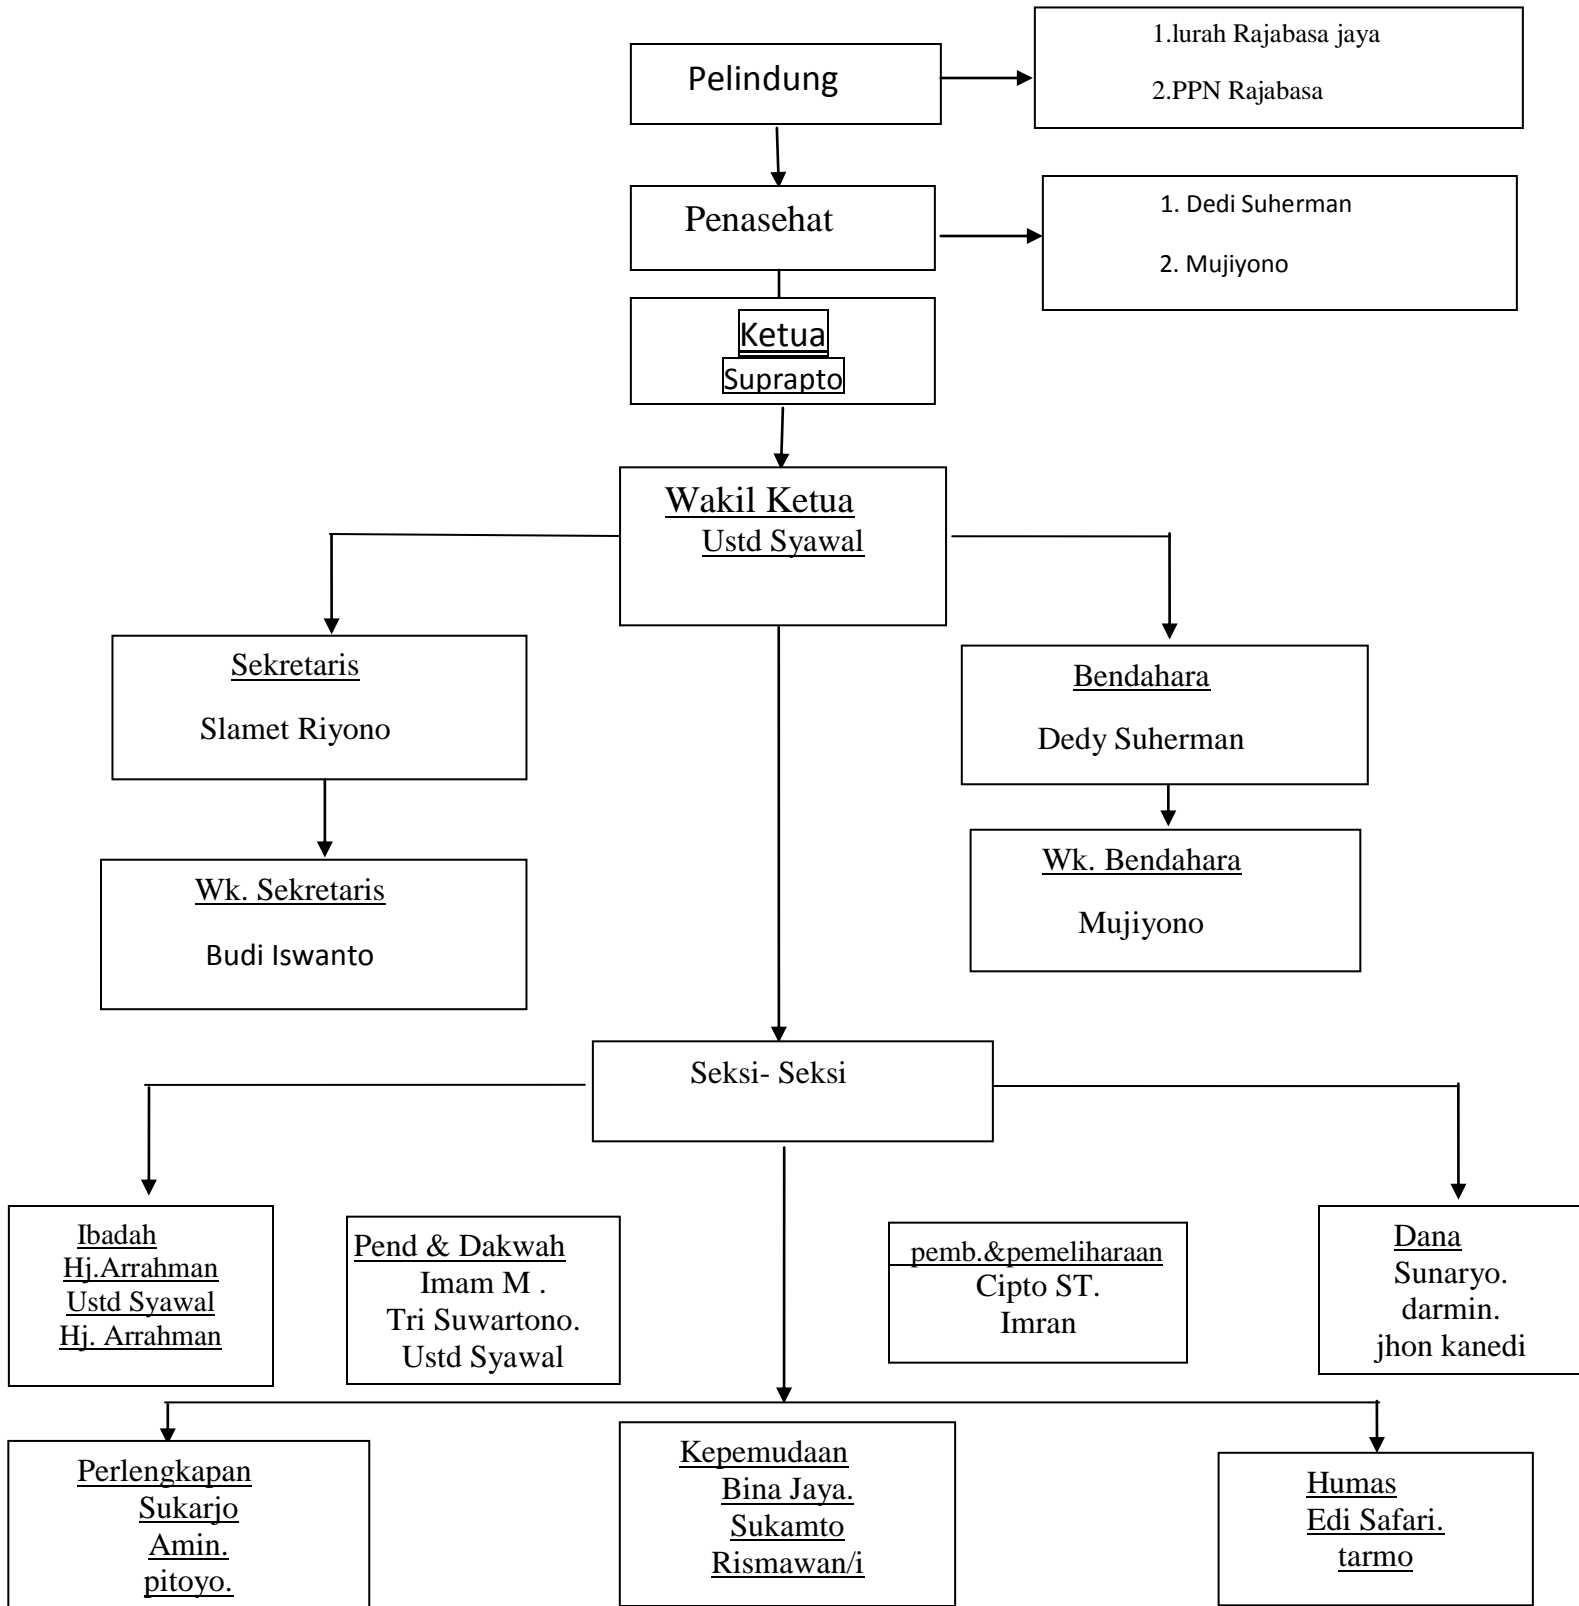 Pelindung
1.lurah Rajabasa jaya
2.PPN Rajabasa
Penasehat
1. Dedi Suherman
2. Mujiyono
Ketua
Suprapto
Wakil Ketua
Ustd Syawal
Sekretaris
Slamet Riyono
Bendahara
Dedy Suherman
Wk. Sekretaris
Budi Iswanto
Wk. Bendahara
Mujiyono
Seksi- Seksi
Ibadah
Hj.Arrahman
Ustd Syawal
Hj. Arrahman
Pend & Dakwah
Imam M .
Tri Suwartono.
Ustd Syawal
pemb.&pemeliharaan
Cipto ST.
Imran
Dana
Sunaryo.
darmin.
jhon kanedi
Perlengkapan
Sukarjo
Amin.
pitoyo.
Kepemudaan
Bina Jaya.
Sukamto
Rismawan/i
Humas
Edi Safari.
tarmo